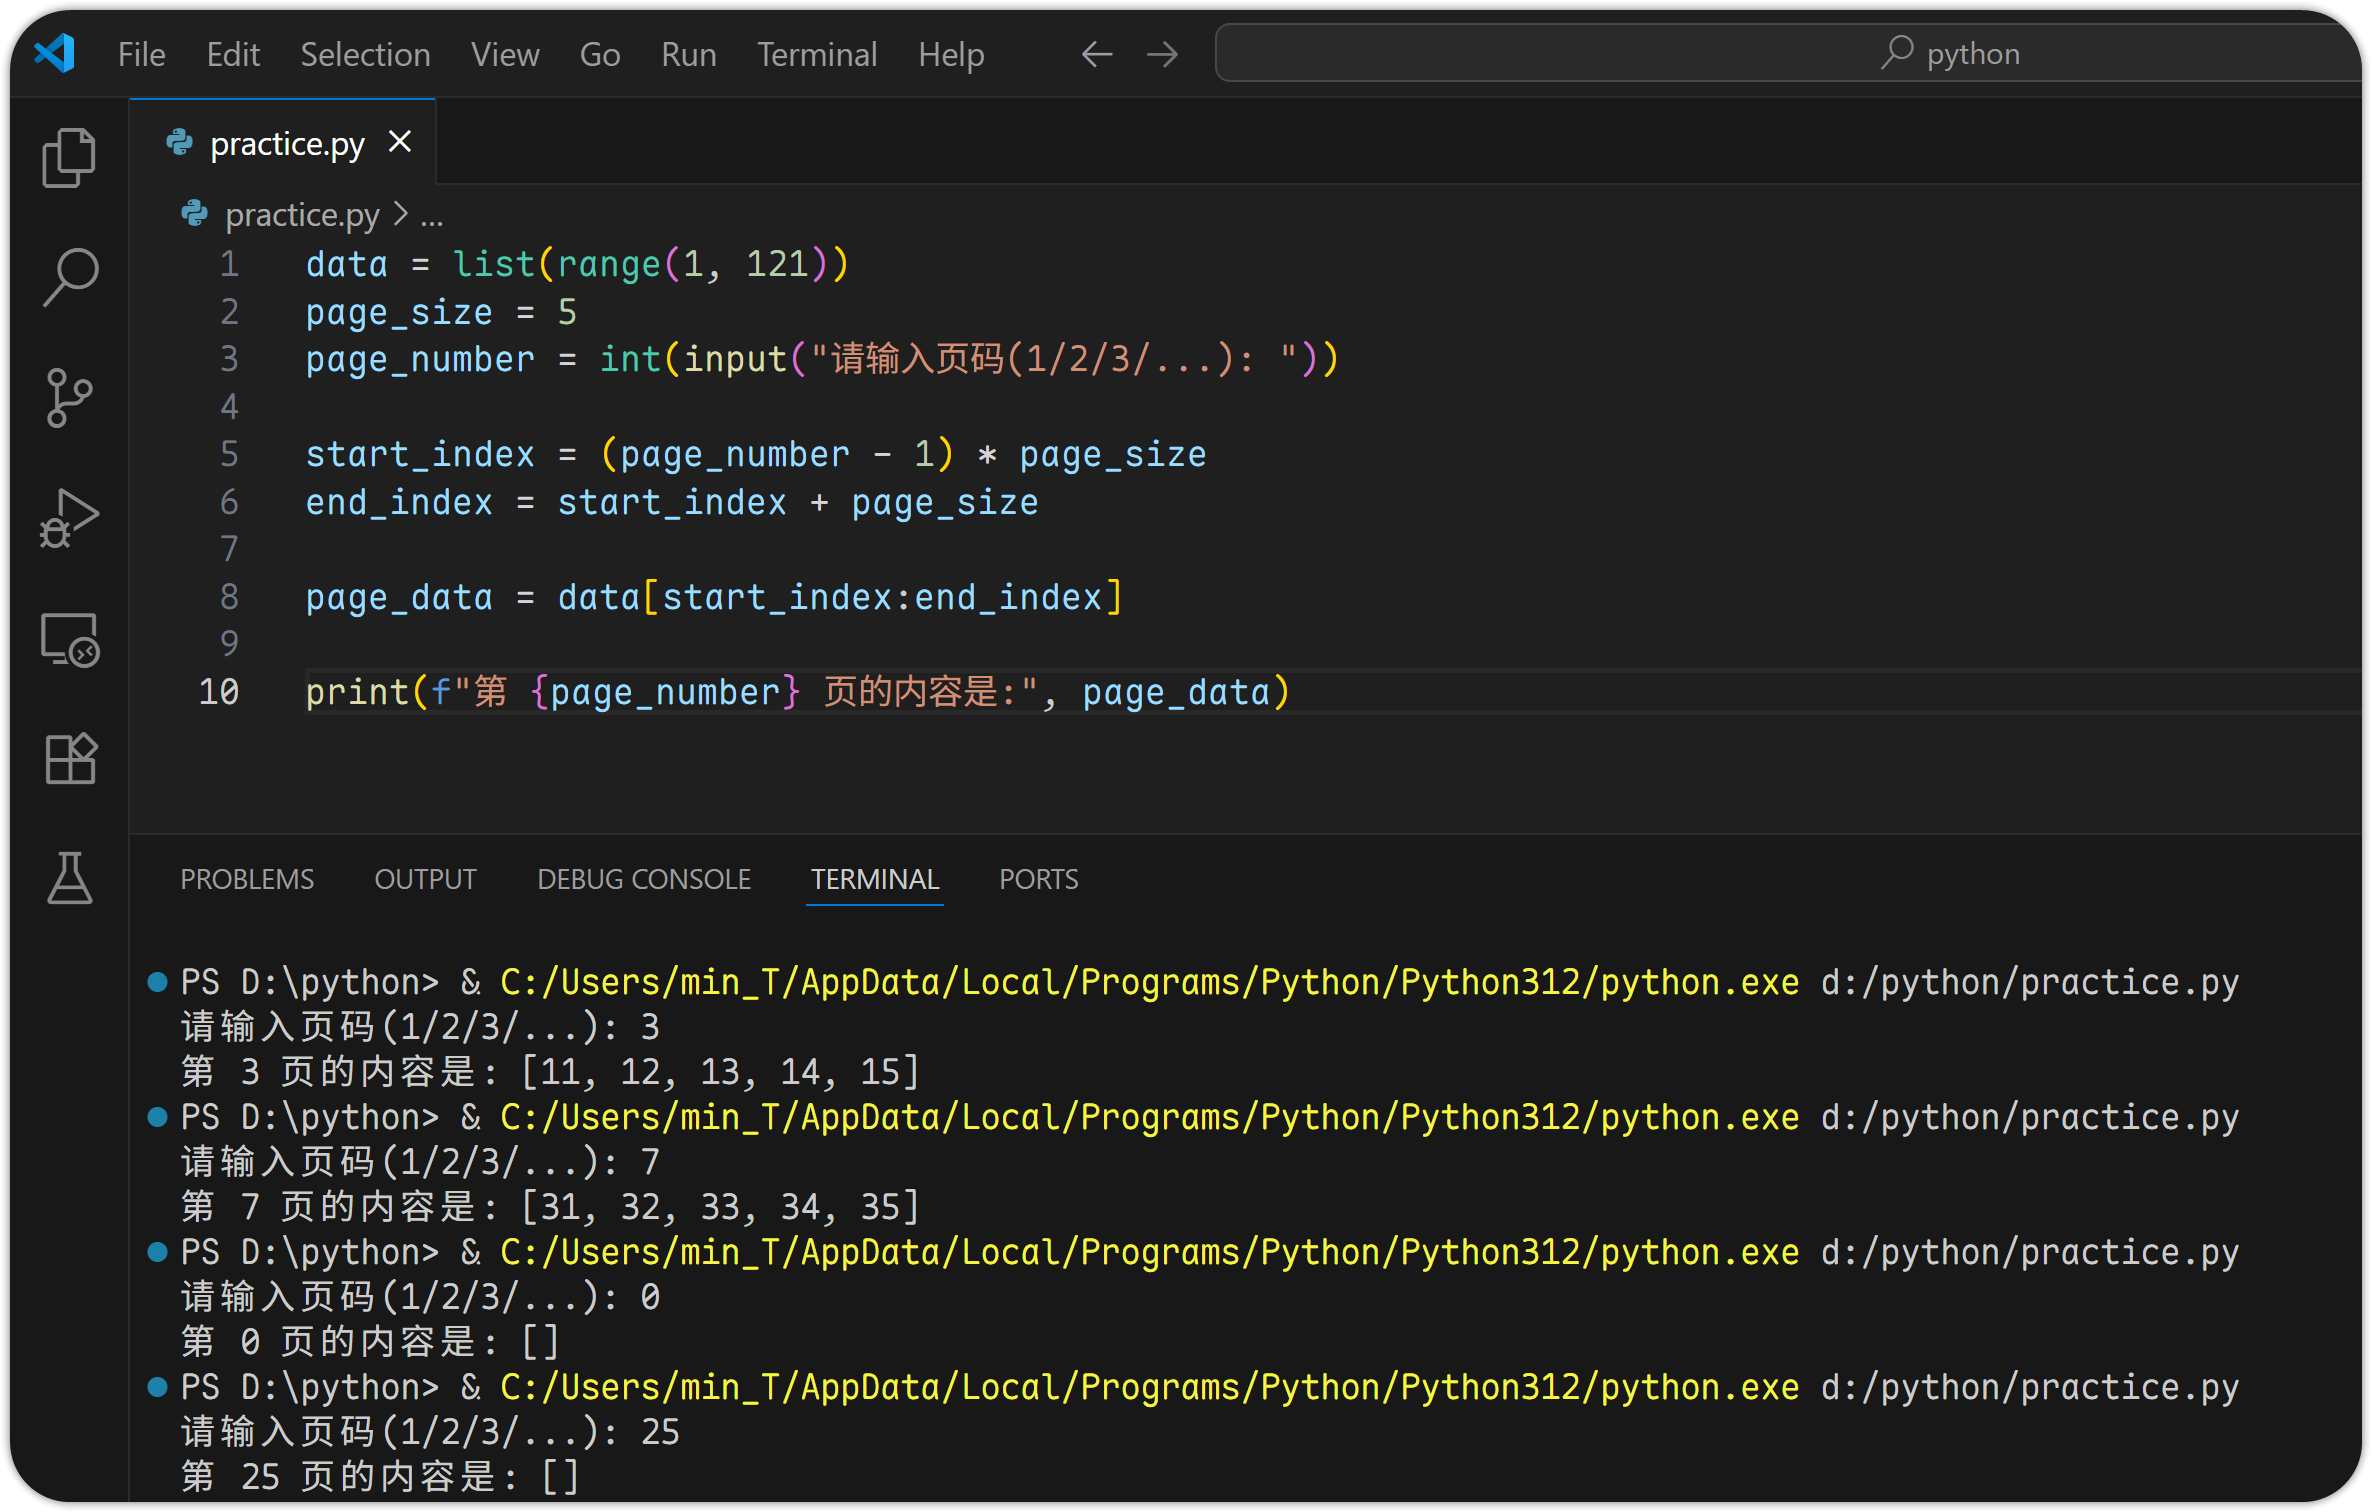 File Edit Selection View Go Run Terminal Help python
practice.py
practice.py > ...
1 data = list(range(1, 121))
2 page_size = 5
3 page_number = int(input("请输入页码(1/2/3/...): "))
4
5 start_index = (page_number - 1) * page_size
6 end_index = start_index + page_size
7
8 page_data = data[start_index:end_index]
9
10 print(f"第 {page_number} 页的内容是:", page_data)
PROBLEMS OUTPUT DEBUG CONSOLE TERMINAL PORTS
PS D:\python> & C:/Users/min_T/AppData/Local/Programs/Python/Python312/python.exe d:/python/practice.py
请输入页码(1/2/3/...): 3
第 3 页的内容是: [11, 12, 13, 14, 15]
PS D:\python> & C:/Users/min_T/AppData/Local/Programs/Python/Python312/python.exe d:/python/practice.py
请输入页码(1/2/3/...): 7
第 7 页的内容是: [31, 32, 33, 34, 35]
PS D:\python> & C:/Users/min_T/AppData/Local/Programs/Python/Python312/python.exe d:/python/practice.py
请输入页码(1/2/3/...): 0
第 0 页的内容是: []
PS D:\python> & C:/Users/min_T/AppData/Local/Programs/Python/Python312/python.exe d:/python/practice.py
请输入页码(1/2/3/...): 25
第 25 页的内容是: []